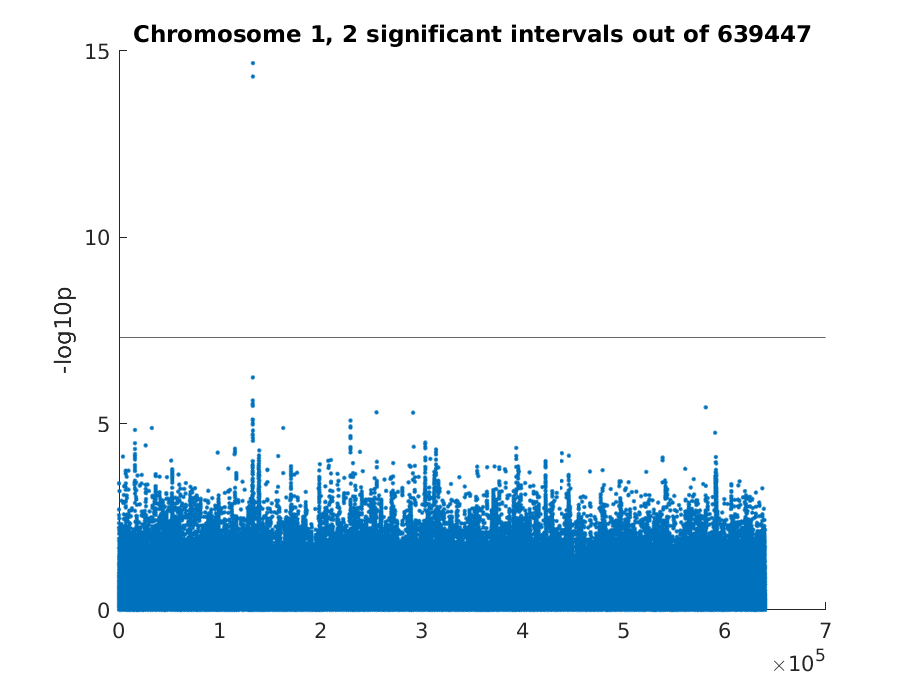 Chromosome 1, 2 significant intervals out of 639447
15
10
5
0
-log10p
0 1 2 3 4 5 6 7
×10^5